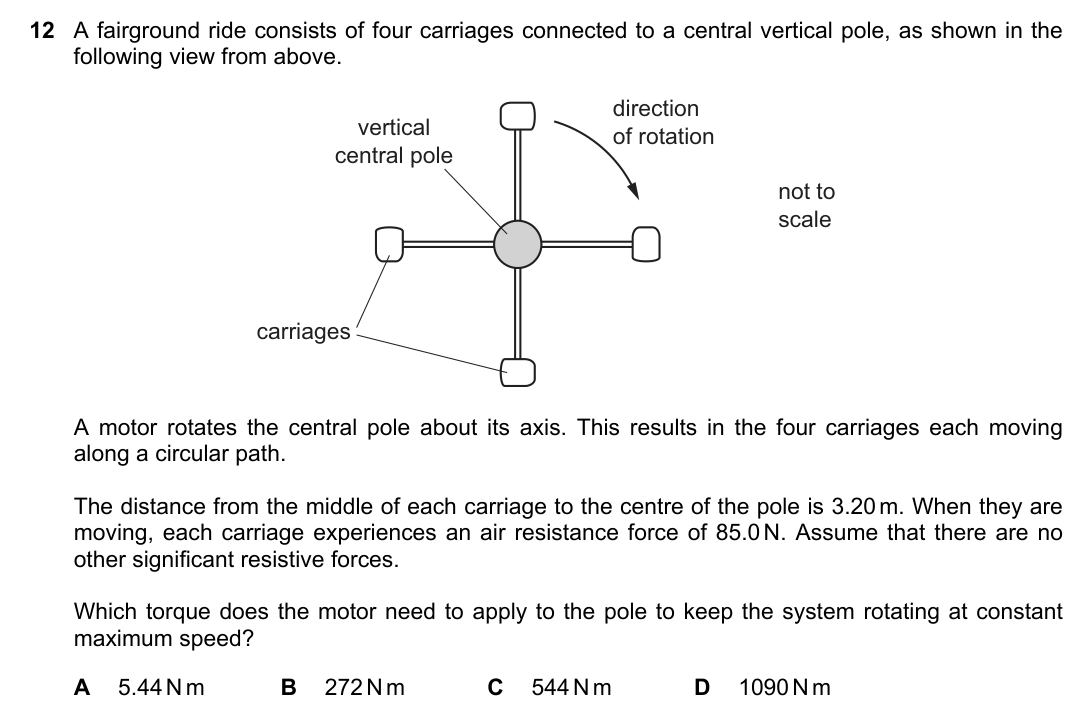 12 A fairground ride consists of four carriages connected to a central vertical pole, as shown in the
following view from above.
direction
of rotation
vertical
central pole
not to
scale
carriages
A motor rotates the central pole about its axis. This results in the four carriages each moving
along a circular path.
The distance from the middle of each carriage to the centre of the pole is 3.20 m. When they are
moving, each carriage experiences an air resistance force of 85.0 N. Assume that there are no
other significant resistive forces.
Which torque does the motor need to apply to the pole to keep the system rotating at constant
maximum speed?
A 5.44 N m B 272 N m C 544 N m D 1090 N m